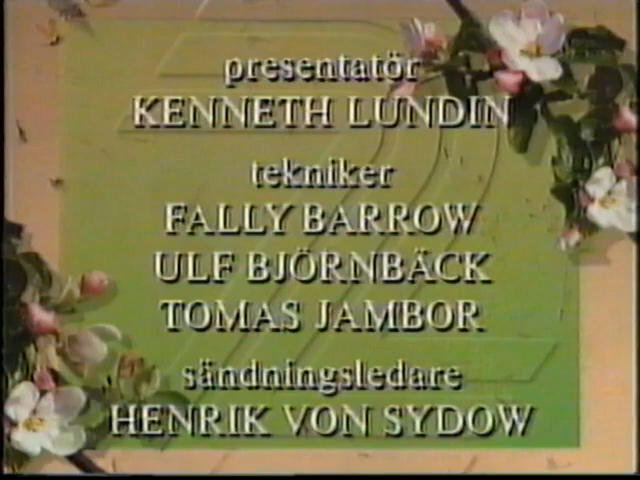 presentatör
KENNETH LUNDIN
tekniker
FALLY BARROW
ULF BJÖRNBÄCK
TOMAS JAMBOR
sändningsledare
HENRIK VON SYDOW